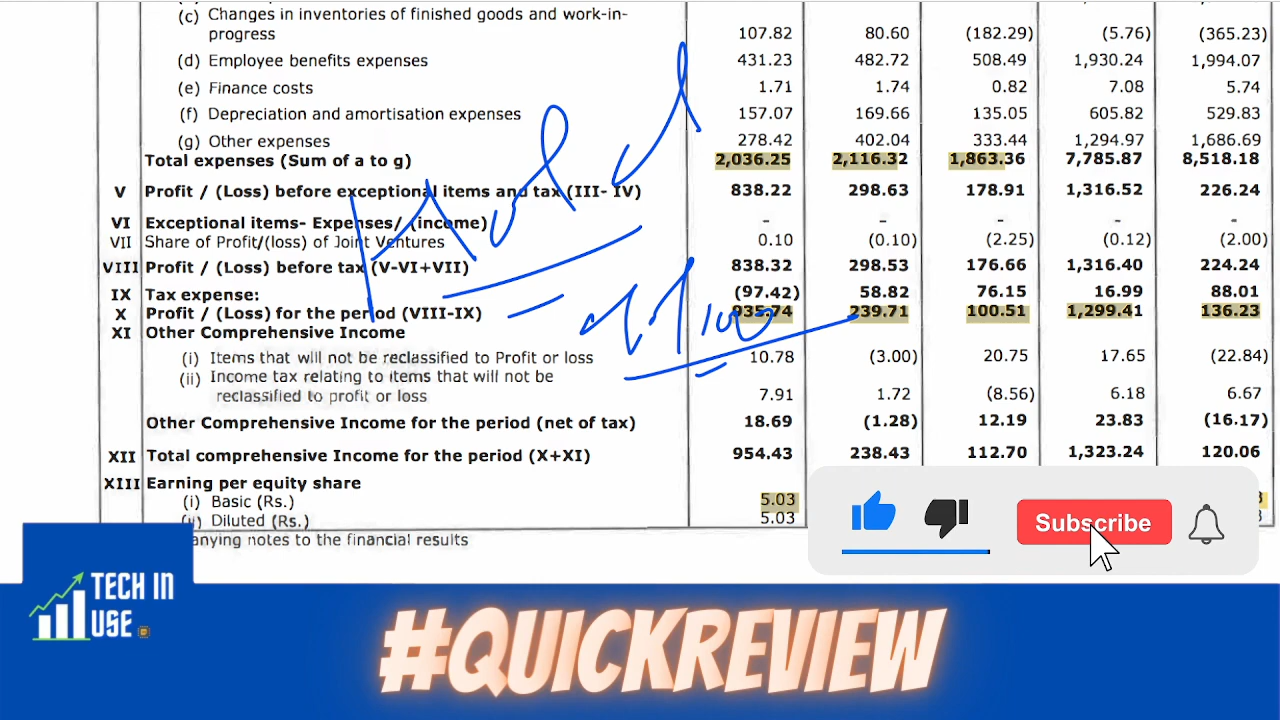 (c) Changes in inventories of finished goods and work-in-
progress 107.82 80.60 (182.29) (5.76) (365.23)
(d) Employee benefits expenses 431.23 482.72 508.49 1,930.24 1,994.07
(e) Finance costs 1.71 1.74 0.82 7.08 5.74
(f) Depreciation and amortisation expenses 157.07 169.66 135.05 605.82 529.83
(g) Other expenses 278.42 402.04 333.44 1,294.97 1,686.69
Total expenses (Sum of a to g) 2,036.25 2,116.32 1,863.36 7,785.87 8,518.18
V Profit / (Loss) before exceptional items and tax (III- IV) 838.22 298.63 178.91 1,316.52 226.24
VI Exceptional items- Expenses/ (income) - - - - -
VII Share of Profit/(loss) of Joint Ventures 0.10 (0.10) (2.25) (0.12) (2.00)
VIII Profit / (Loss) before tax (V-VI+VII) 838.32 298.53 176.66 1,316.40 224.24
IX Tax expense: (97.42) 58.82 76.15 16.99 88.01
X Profit / (Loss) for the period (VIII-IX) 935.74 239.71 100.51 1,299.41 136.23
XI Other Comprehensive Income
(i) Items that will not be reclassified to Profit or loss 10.78 (3.00) 20.75 17.65 (22.84)
(ii) Income tax relating to items that will not be
reclassified to profit or loss 7.91 1.72 (8.56) 6.18 6.67
Other Comprehensive Income for the period (net of tax) 18.69 (1.28) 12.19 23.83 (16.17)
XII Total comprehensive Income for the period (X+XI) 954.43 238.43 112.70 1,323.24 120.06
XIII Earning per equity share
(i) Basic (Rs.) 5.03
(ii) Diluted (Rs.) 5.03
notes to the financial results
Subscribe
TECH IN
USE
#QUICKREVIEW